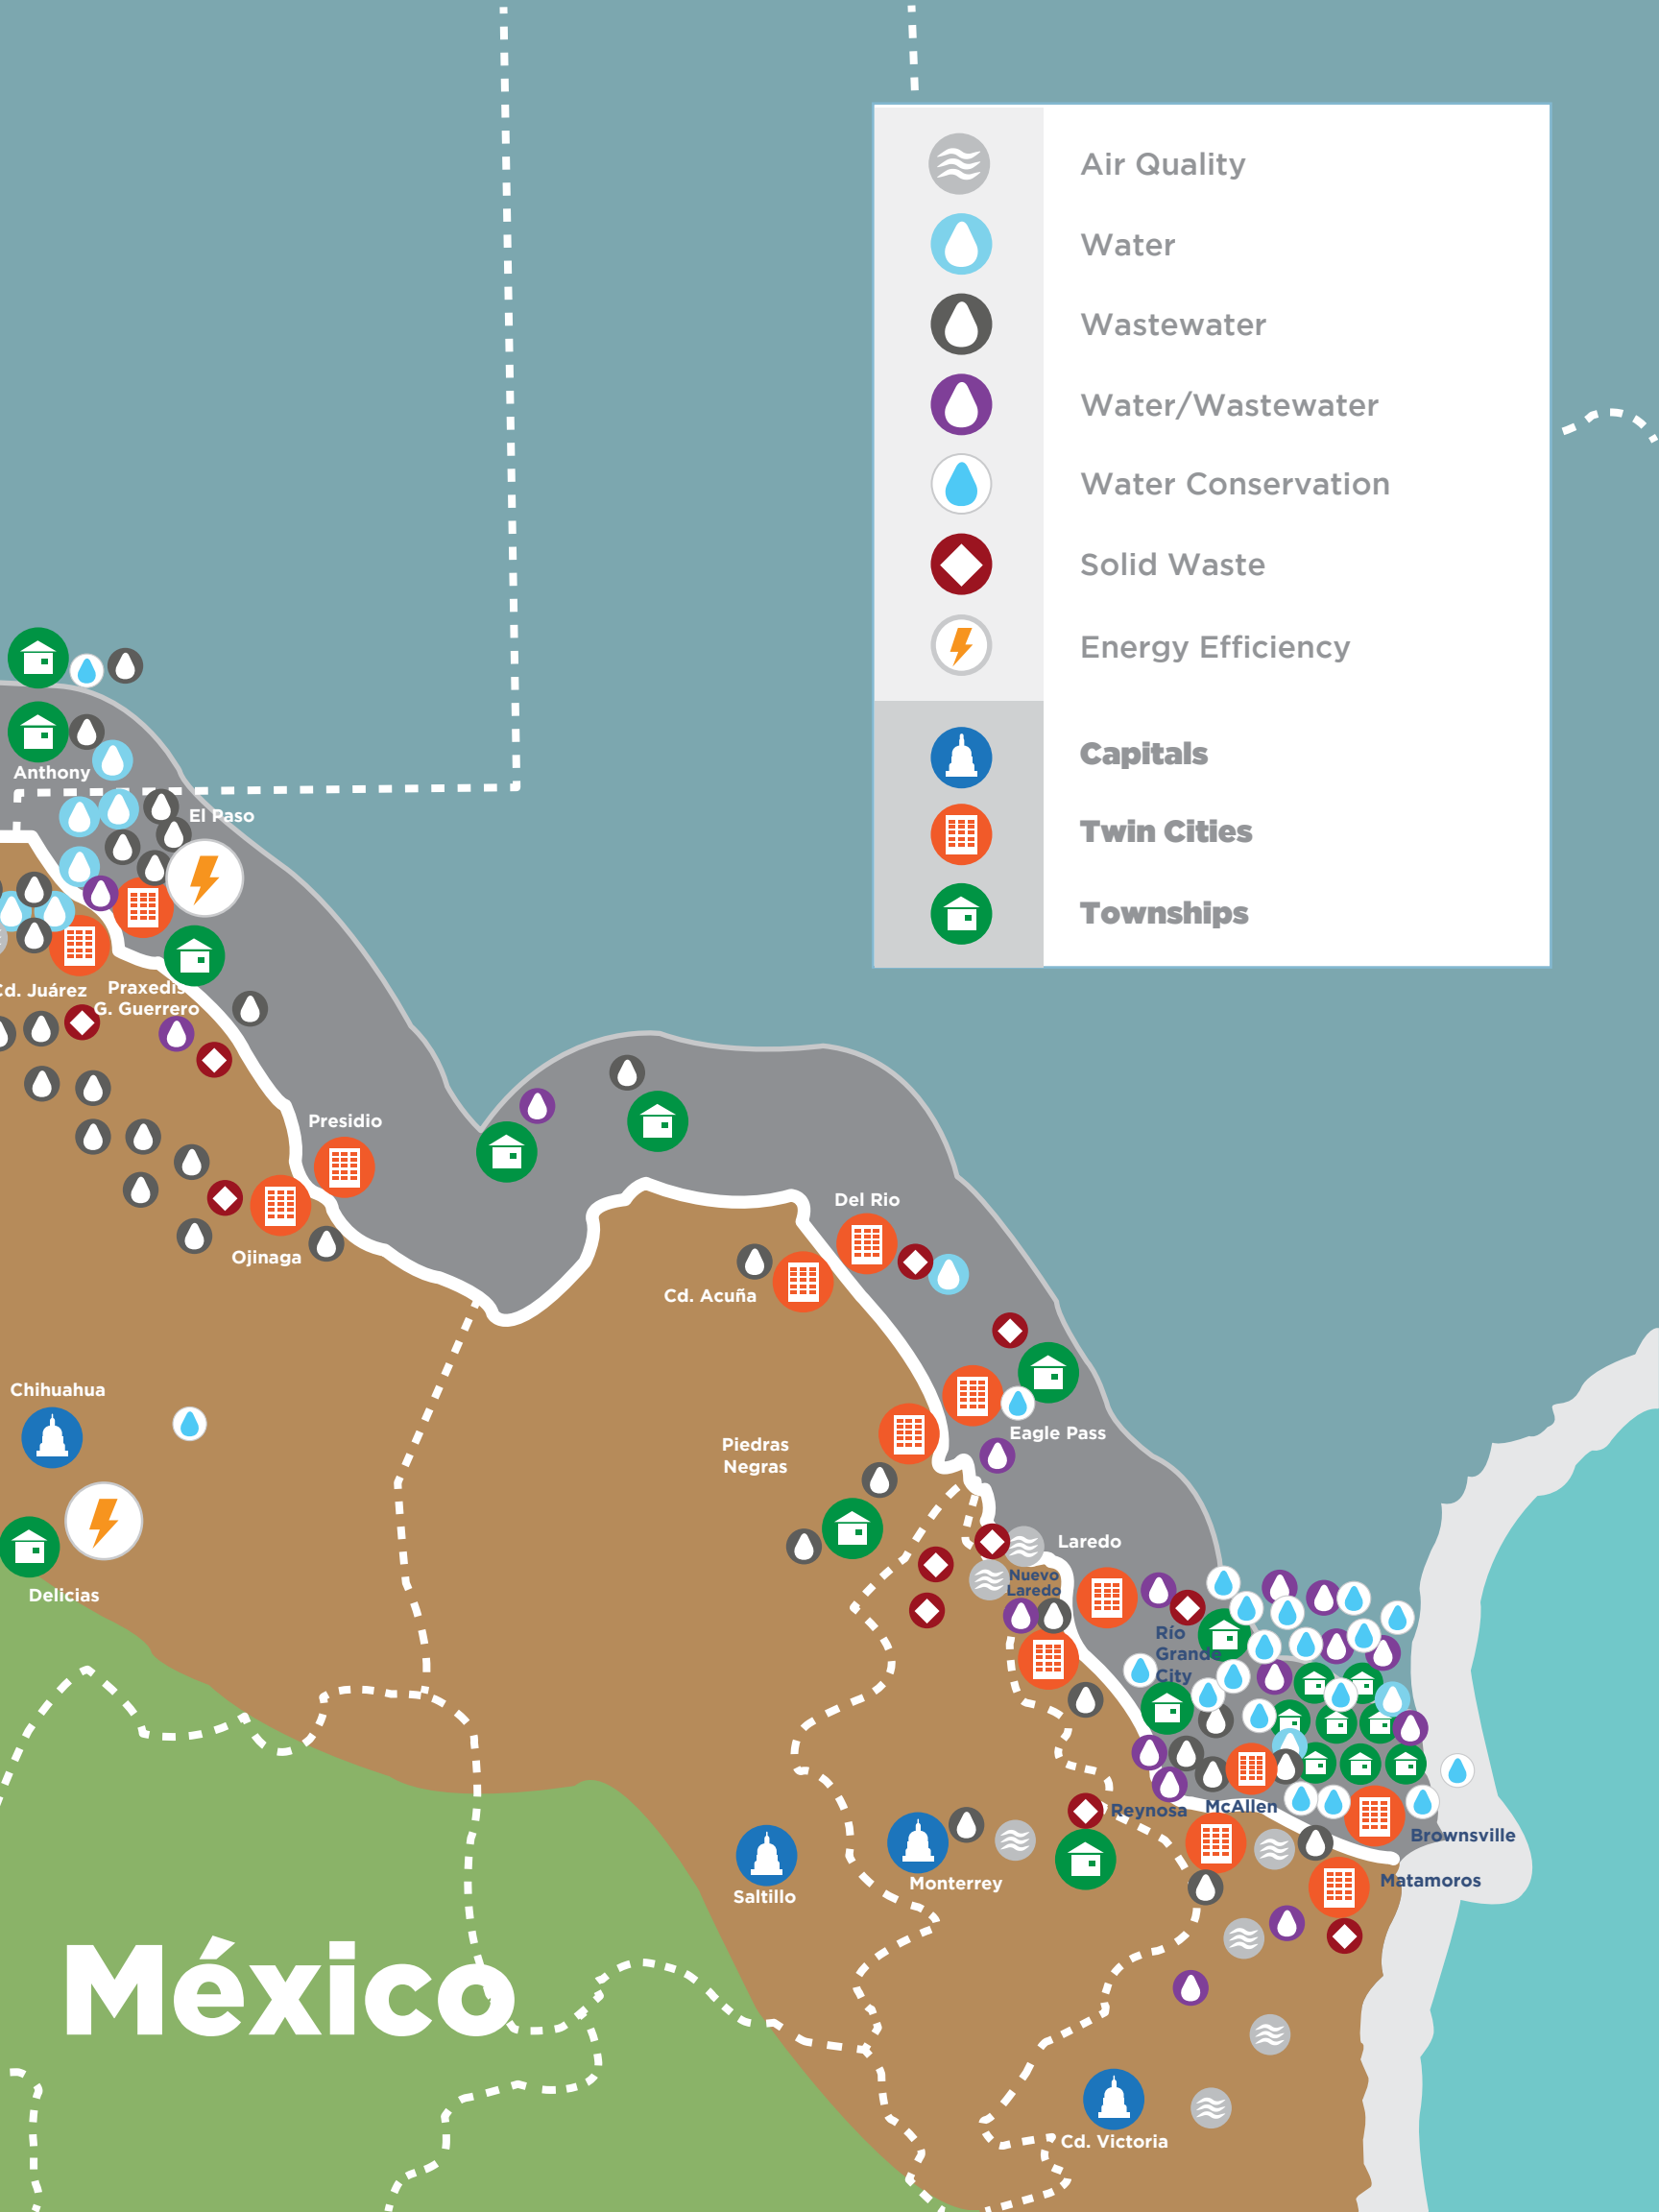 Air Quality
Water
Wastewater
Water/Wastewater
Water Conservation
Solid Waste
Energy Efficiency
Capitals
Twin Cities
Townships
Anthony
El Paso
Cd. Juárez
Praxedis
G. Guerrero
Presidio
Ojinaga
Del Rio
Cd. Acuña
Chihuahua
Eagle Pass
Piedras
Negras
Delicias
Laredo
Nuevo
Laredo
Río
Grande
City
Reynosa
McAllen
Brownsville
Matamoros
Saltillo
Monterrey
México
Cd. Victoria